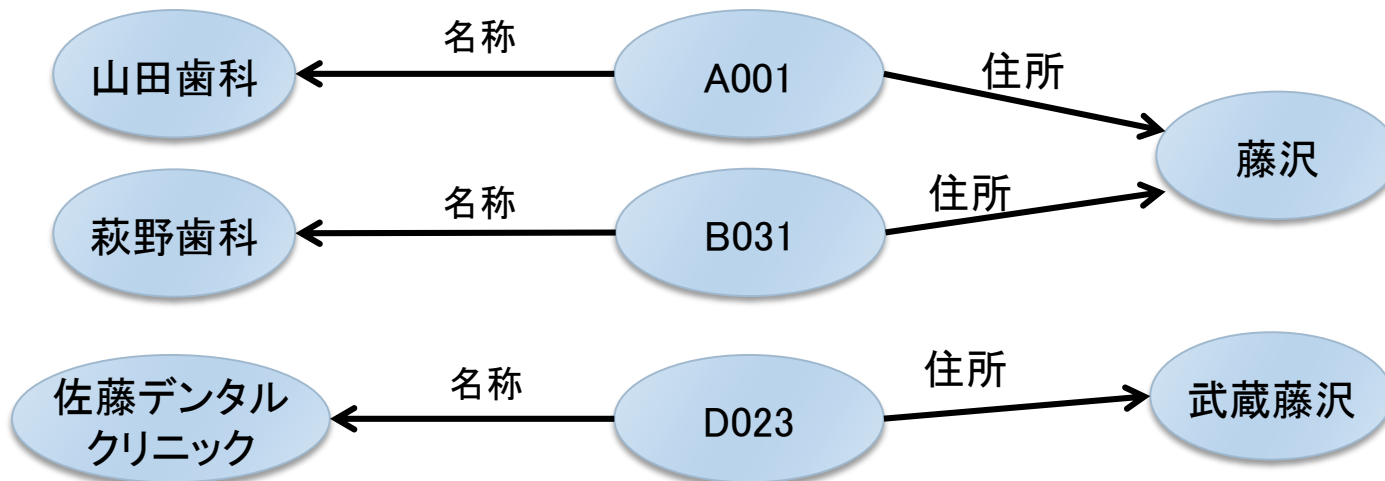 山田歯科
名称
A001
住所
藤沢
萩野歯科
名称
B031
住所
佐藤デンタル
クリニック
名称
D023
住所
武蔵藤沢